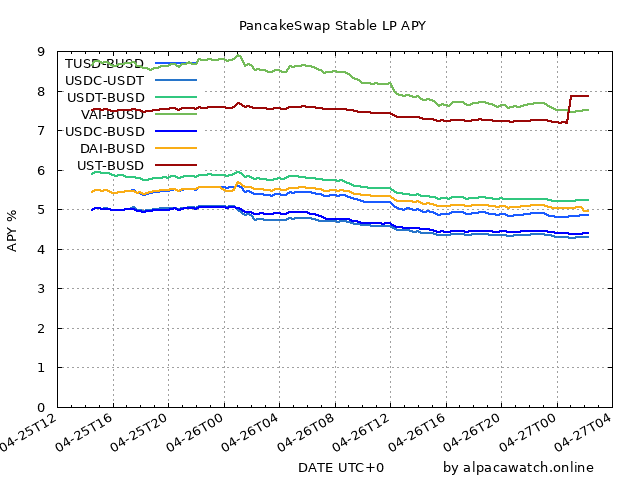 PancakeSwap Stable LP APY
APY %
9
8
7
6
5
4
3
2
1
0
TUSD-BUSD
USDC-USDT
USDT-BUSD
VAI-BUSD
USDC-BUSD
DAI-BUSD
UST-BUSD
04-25T12
04-25T16
04-25T20
04-26T00
04-26T04
04-26T08
04-26T12
04-26T16
04-26T20
04-27T00
04-27T04
DATE UTC+0
by alpacawatch.online